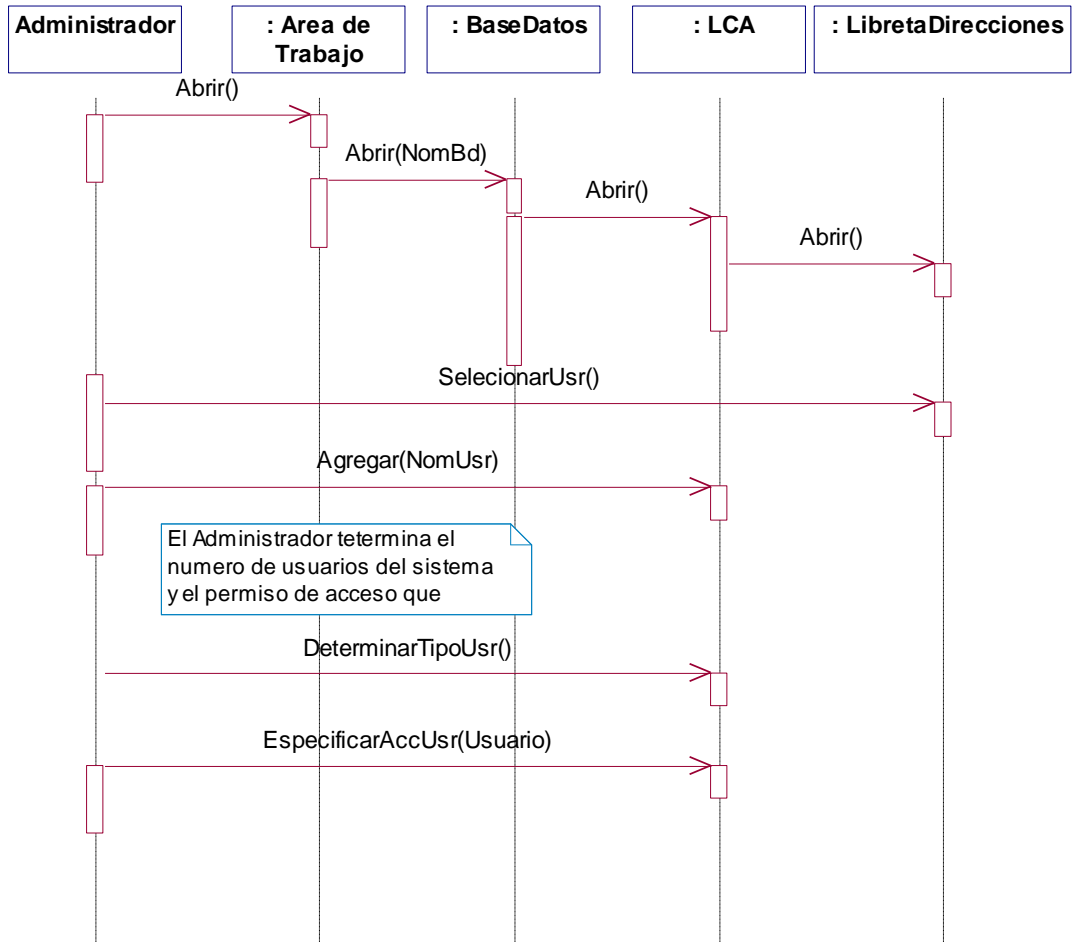 Administrador
: Area de
Trabajo
: BaseDatos
: LCA
: LibretaDirecciones
Abrir()
Abrir(NomBd)
Abrir()
Abrir()
SelecionarUsr()
Agregar(NomUsr)
El Administrador tetermina el
numero de usuarios del sistema
y el permiso de acceso que
DeterminarTipoUsr()
EspecificarAccUsr(Usuario)